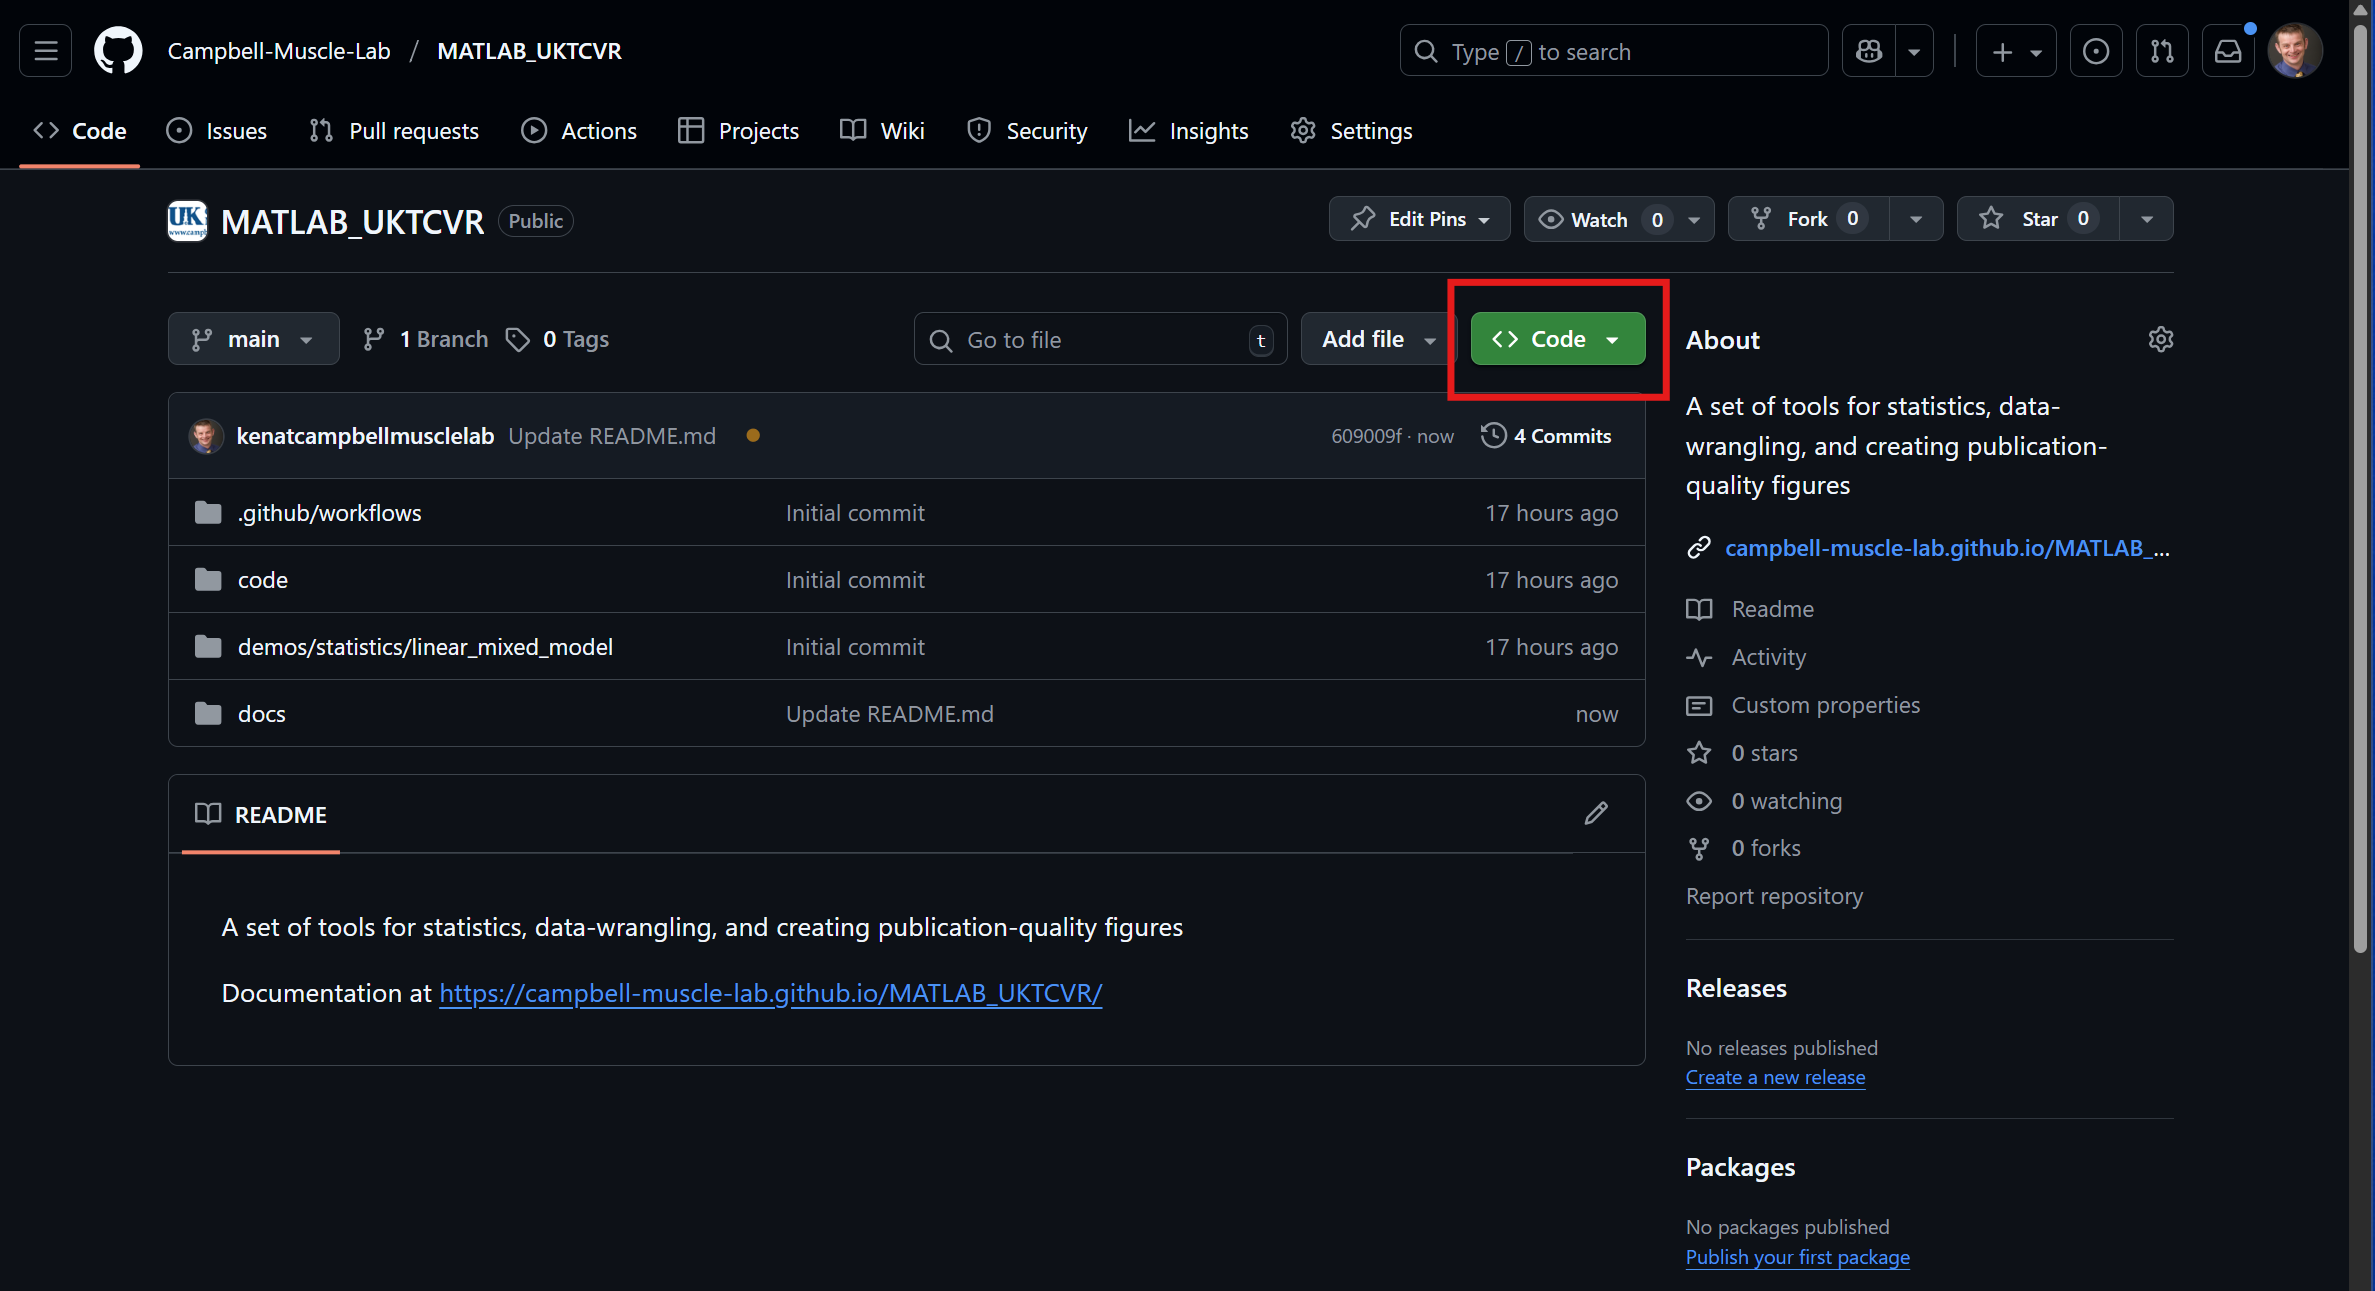 Campbell-Muscle-Lab / MATLAB_UKTCVR
Type / to search
Code Issues Pull requests Actions Projects Wiki Security Insights Settings
UK
MATLAB_UKTCVR Public
Edit Pins Watch 0 Fork 0 Star 0
main 1 Branch 0 Tags Go to file t Add file Code
kenatcampbellmusclelab Update README.md 609009f · now 4 Commits
.github/workflows Initial commit 17 hours ago
code Initial commit 17 hours ago
demos/statistics/linear_mixed_model Initial commit 17 hours ago
docs Update README.md now
README
A set of tools for statistics, data-wrangling, and creating publication-quality figures
Documentation at https://campbell-muscle-lab.github.io/MATLAB_UKTCVR/
About
A set of tools for statistics, data-
wrangling, and creating publication-
quality figures
campbell-muscle-lab.github.io/MATLAB_...
Readme
Activity
Custom properties
0 stars
0 watching
0 forks
Report repository
Releases
No releases published
Create a new release
Packages
No packages published
Publish your first package